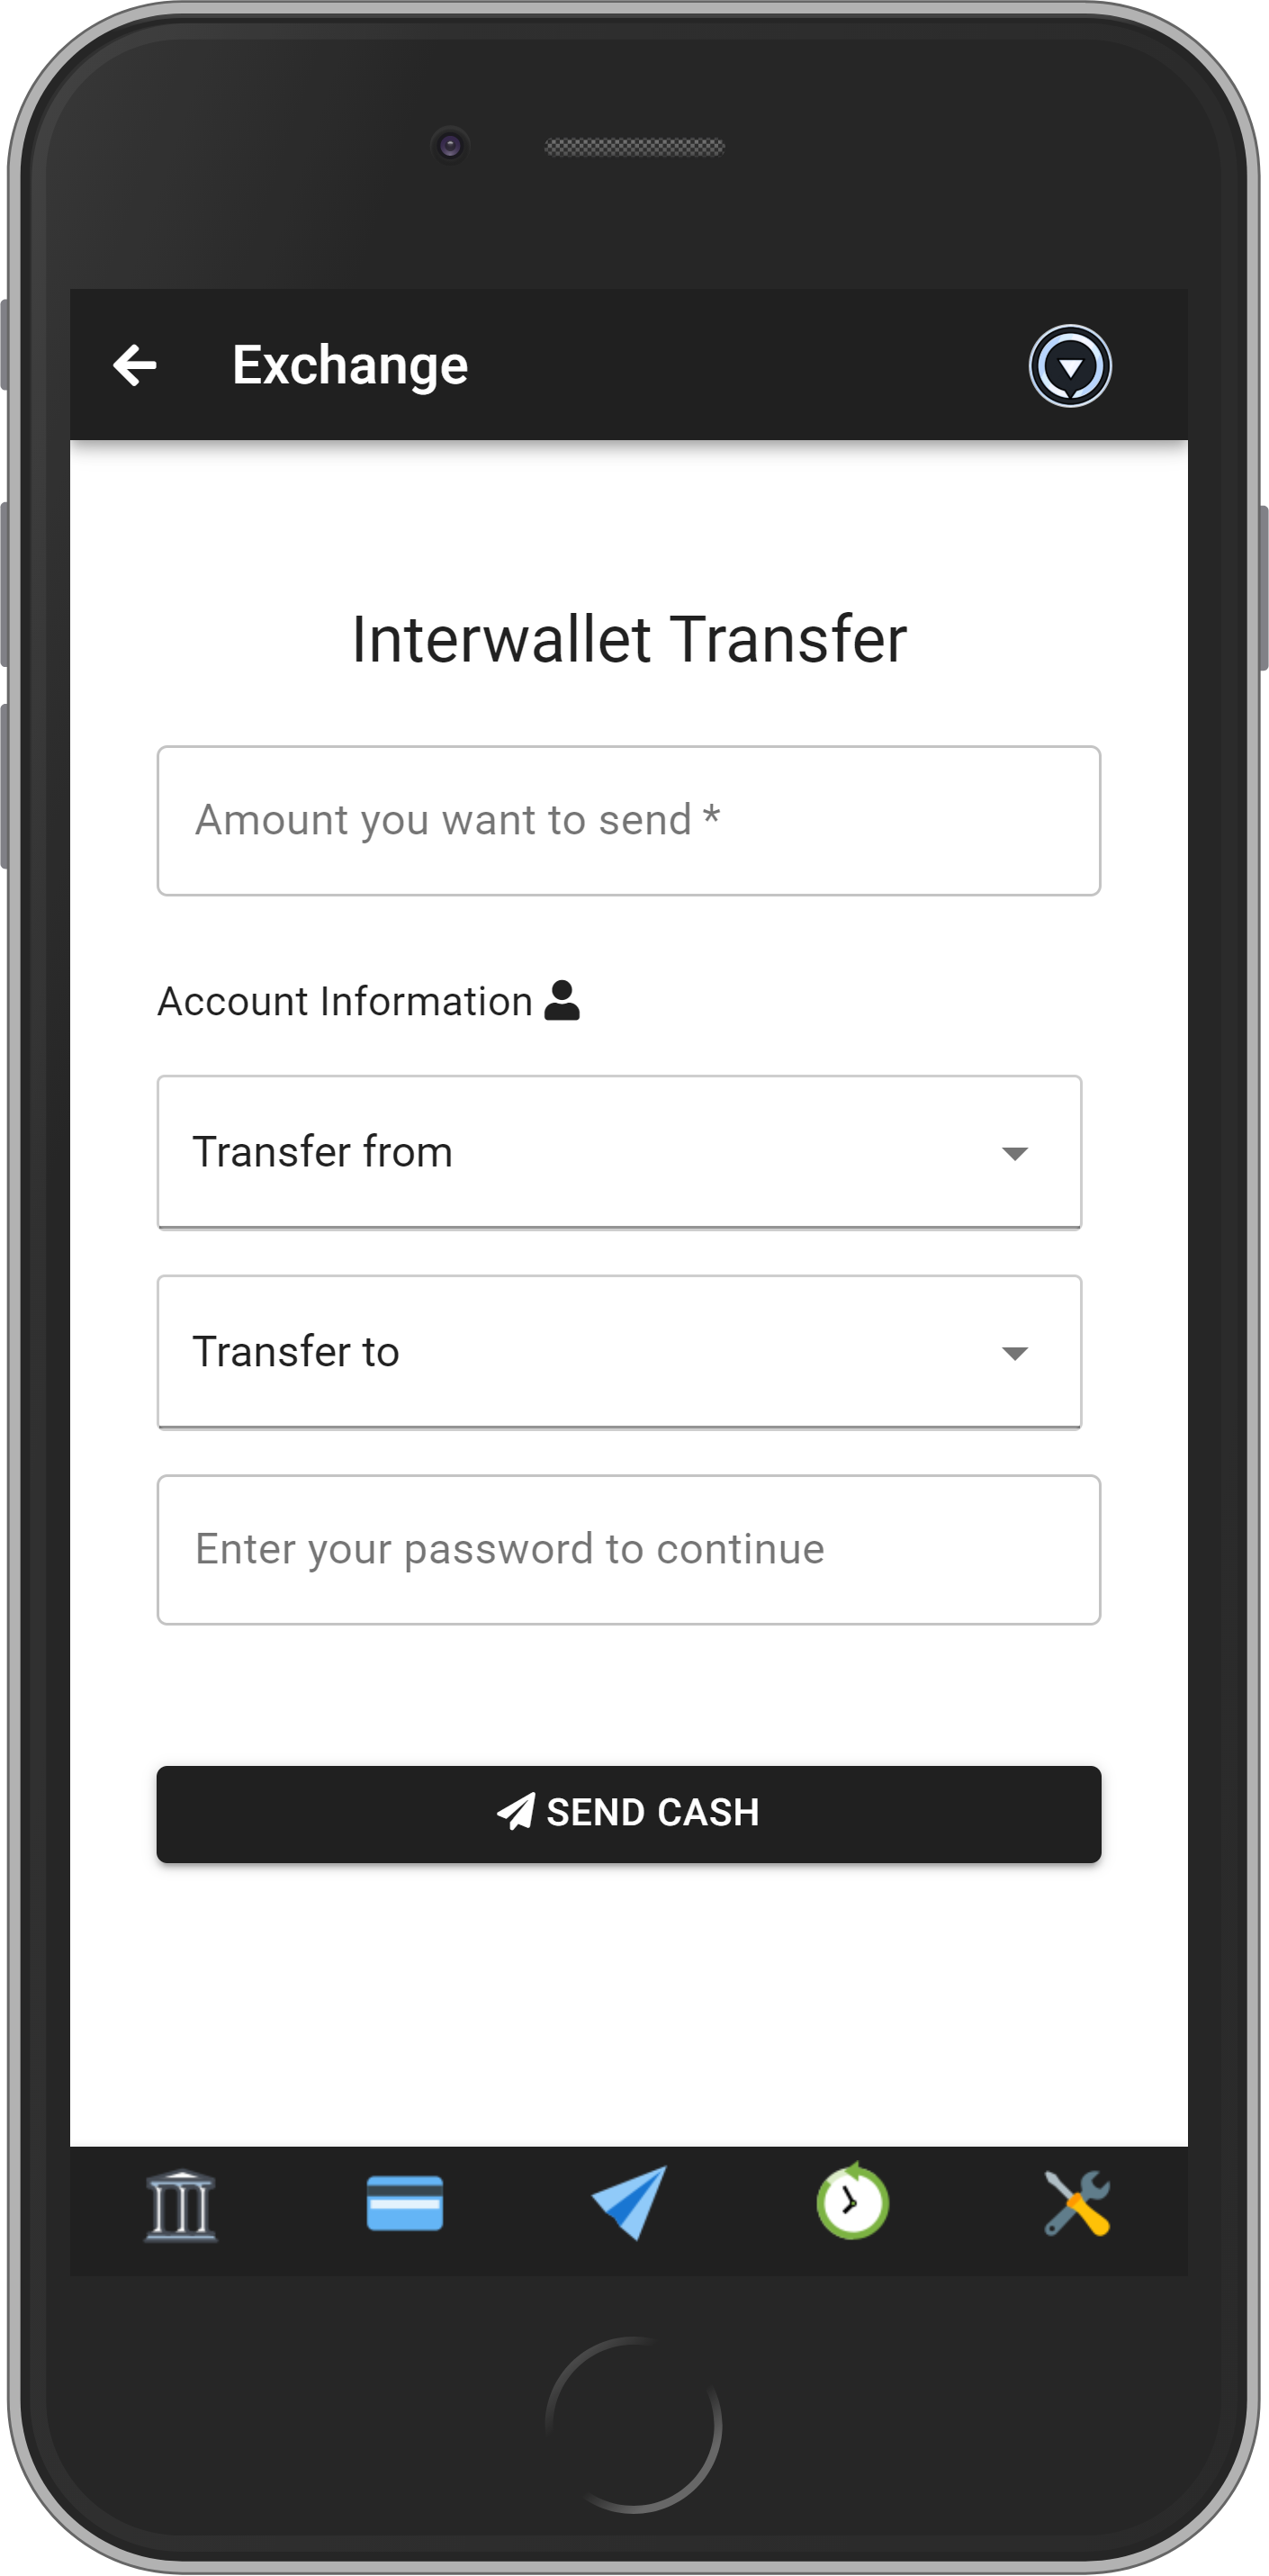 Exchange
Interwallet Transfer
Amount you want to send *
Account Information
Transfer from
Transfer to
Enter your password to continue
SEND CASH